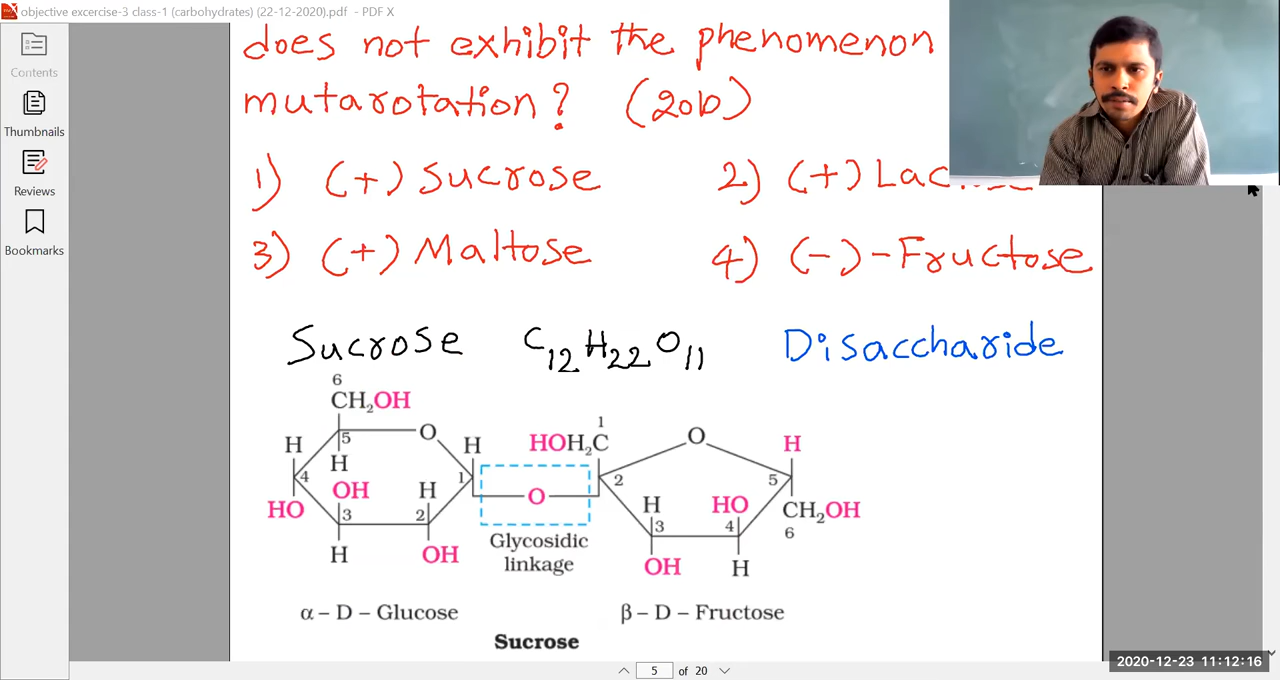 objective excercise-3 class-1 (carbohydrates) (22-12-2020).pdf - PDF X
Contents
Thumbnails
Reviews
Bookmarks
does not exhibit the phenomenon
mutarotation? (2010)
1) (+) Sucrose 2) (+) Lac
3) (+) Maltose 4) (-)-Fructose
Sucrose C12H22O11 Disaccharide
6
CH2OH
H 5 O H
HOH2C 1 O H
4 H 1 2 5
HO OH H O H HO CH2OH
3 2 3 4 6
H OH Glycosidic linkage OH H
α – D – Glucose β – D – Fructose
Sucrose
5 of 20
2020-12-23 11:12:16